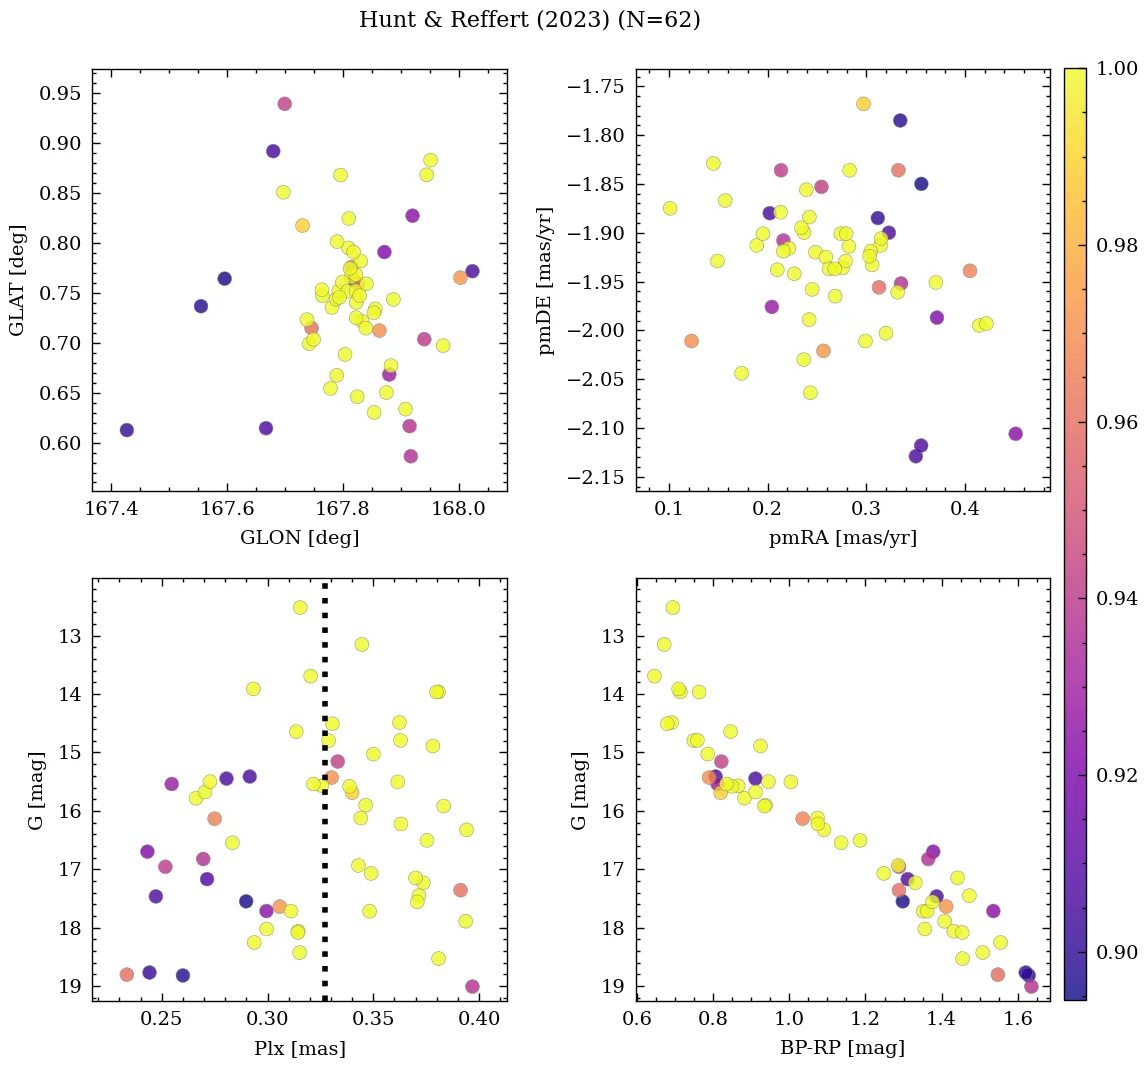 Hunt & Reffert (2023) (N=62)
0.95
0.90
0.85
0.80
0.75
0.70
0.65
0.60
GLAT [deg]
167.4 167.6 167.8 168.0
GLON [deg]
−1.75
−1.80
−1.85
−1.90
−1.95
−2.00
−2.05
−2.10
−2.15
pmDE [mas/yr]
0.1 0.2 0.3 0.4
pmRA [mas/yr]
1.00
0.98
0.96
0.94
0.92
0.90
13
14
15
16
17
18
19
G [mag]
0.25 0.30 0.35 0.40
Plx [mas]
13
14
15
16
17
18
19
G [mag]
0.6 0.8 1.0 1.2 1.4 1.6
BP-RP [mag]